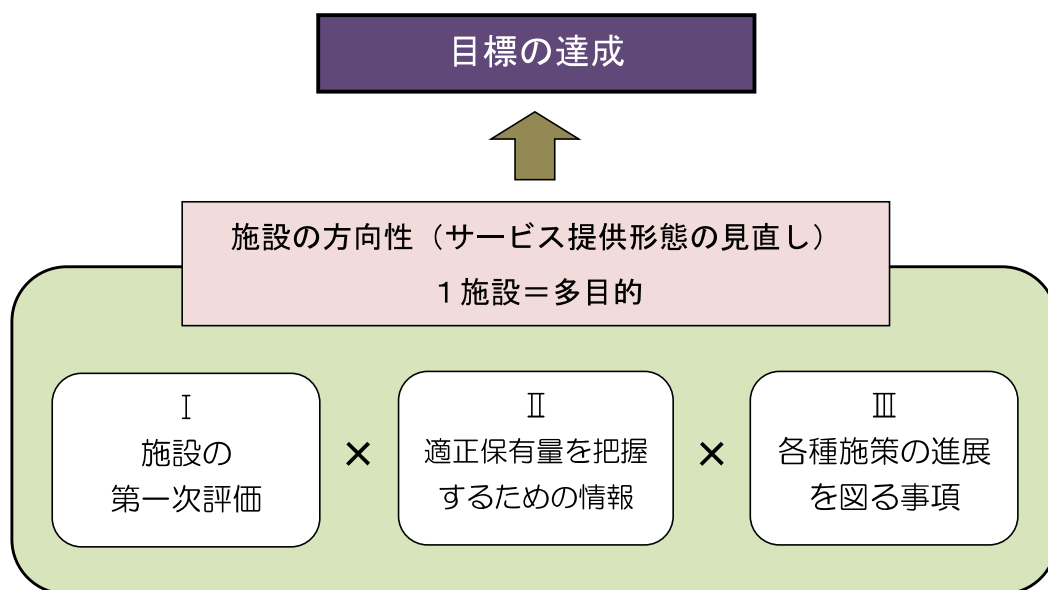 目標の達成
施設の方向性（サービス提供形態の見直し）
１施設＝多目的
Ⅰ
施設の
第一次評価
×
Ⅱ
適正保有量を把握
するための情報
×
Ⅲ
各種施策の進展
を図る事項